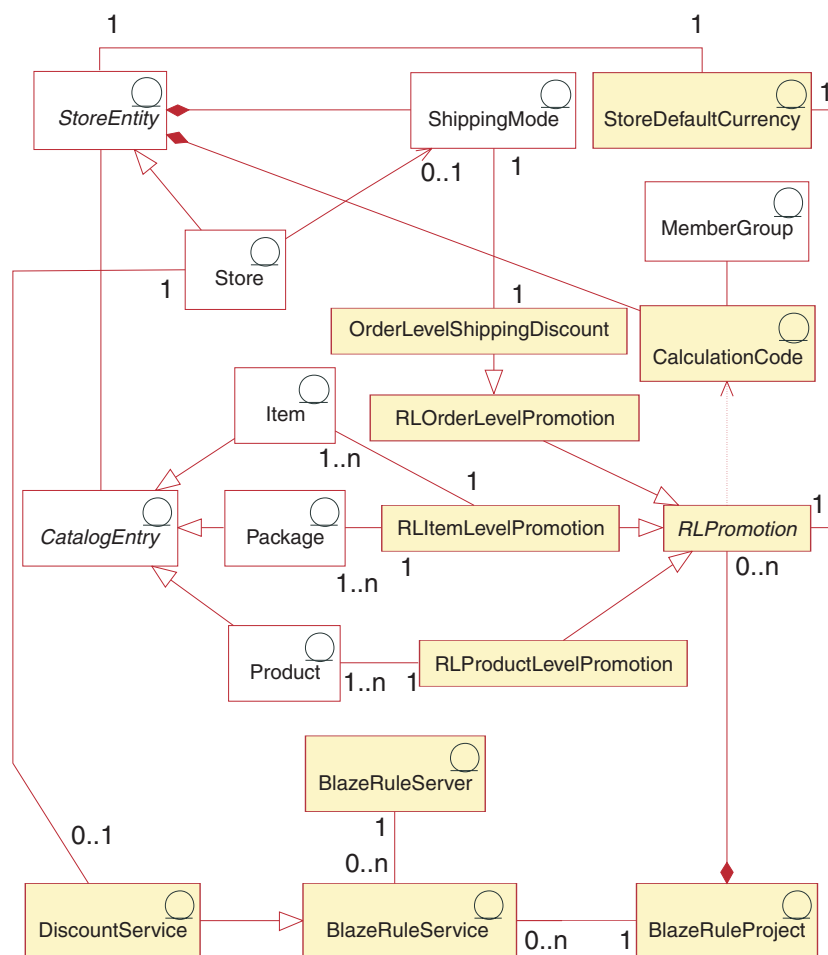 1
1
StoreEntity
ShippingMode
StoreDefaultCurrency
1
0..1
1
MemberGroup
Store
1
1
OrderLevelShippingDiscount
CalculationCode
Item
RLOrderLevelPromotion
1..n
1
1
CatalogEntry
Package
RLItemLevelPromotion
RLPromotion
1..n
1
0..n
Product
RLProductLevelPromotion
1..n
1
BlazeRuleServer
1
0..1
0..n
DiscountService
BlazeRuleService
BlazeRuleProject
0..n
1